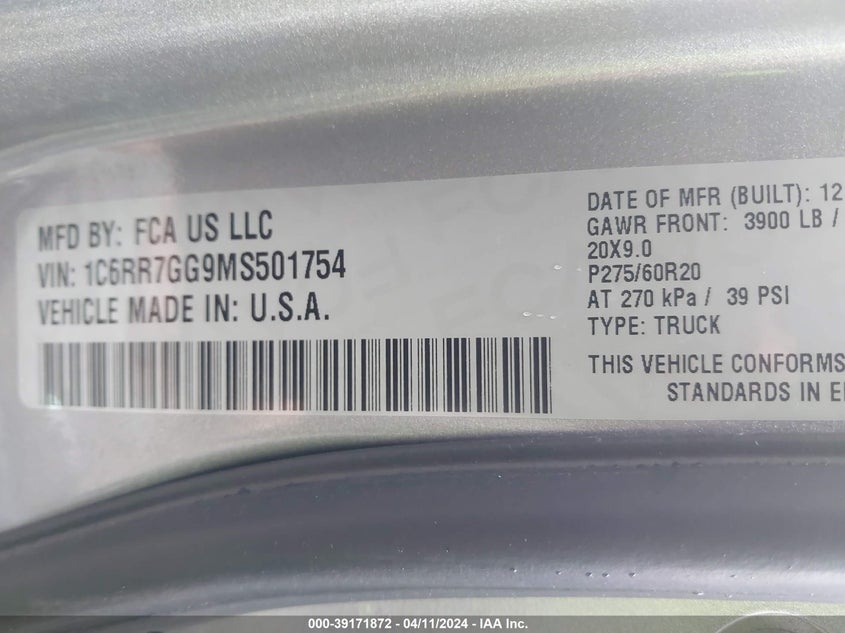 MFD BY: FCA US LLC
VIN: 1C6RR7GG9MS501754
VEHICLE MADE IN: U.S.A.
DATE OF MFR (BUILT): 12
GAWR FRONT: 3900 LB /
20X9.0
P275/60R20
AT 270 kPa / 39 PSI
TYPE: TRUCK
THIS VEHICLE CONFORMS
STANDARDS IN
000-39171872 - 04/11/2024 - IAA Inc.